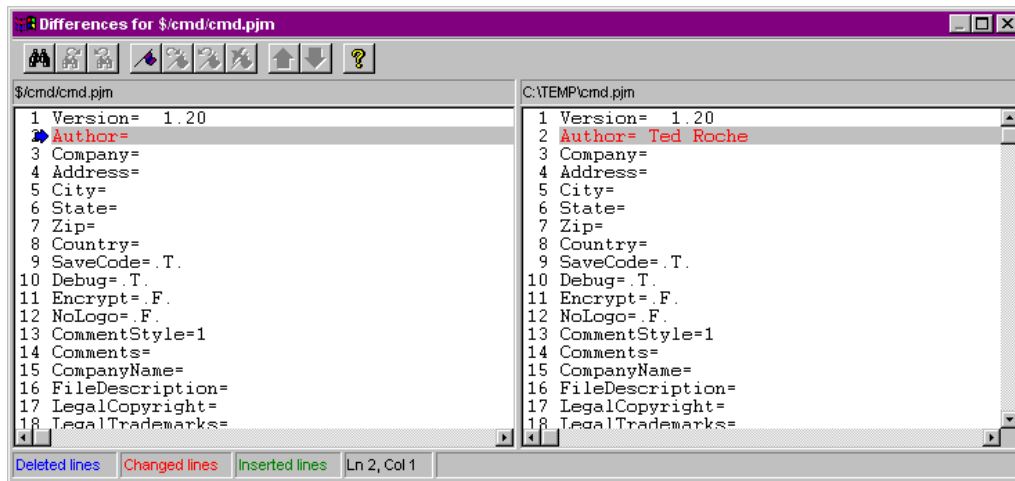 Differences for $/cmd/cmd.pjm
$/cmd/cmd.pjm
1 Version=  1.20
2 Author=
3 Company=
4 Address=
5 City=
6 State=
7 Zip=
8 Country=
9 SaveCode=.T.
10 Debug=.T.
11 Encrypt=.F.
12 NoLogo=.F.
13 CommentStyle=1
14 Comments=
15 CompanyName=
16 FileDescription=
17 LegalCopyright=
18 LegalTrademarks=
C:\TEMP\cmd.pjm
1 Version=  1.20
2 Author= Ted Roche
3 Company=
4 Address=
5 City=
6 State=
7 Zip=
8 Country=
9 SaveCode=.T.
10 Debug=.T.
11 Encrypt=.F.
12 NoLogo=.F.
13 CommentStyle=1
14 Comments=
15 CompanyName=
16 FileDescription=
17 LegalCopyright=
18 LegalTrademarks=
Deleted lines Changed lines Inserted lines Ln 2, Col 1